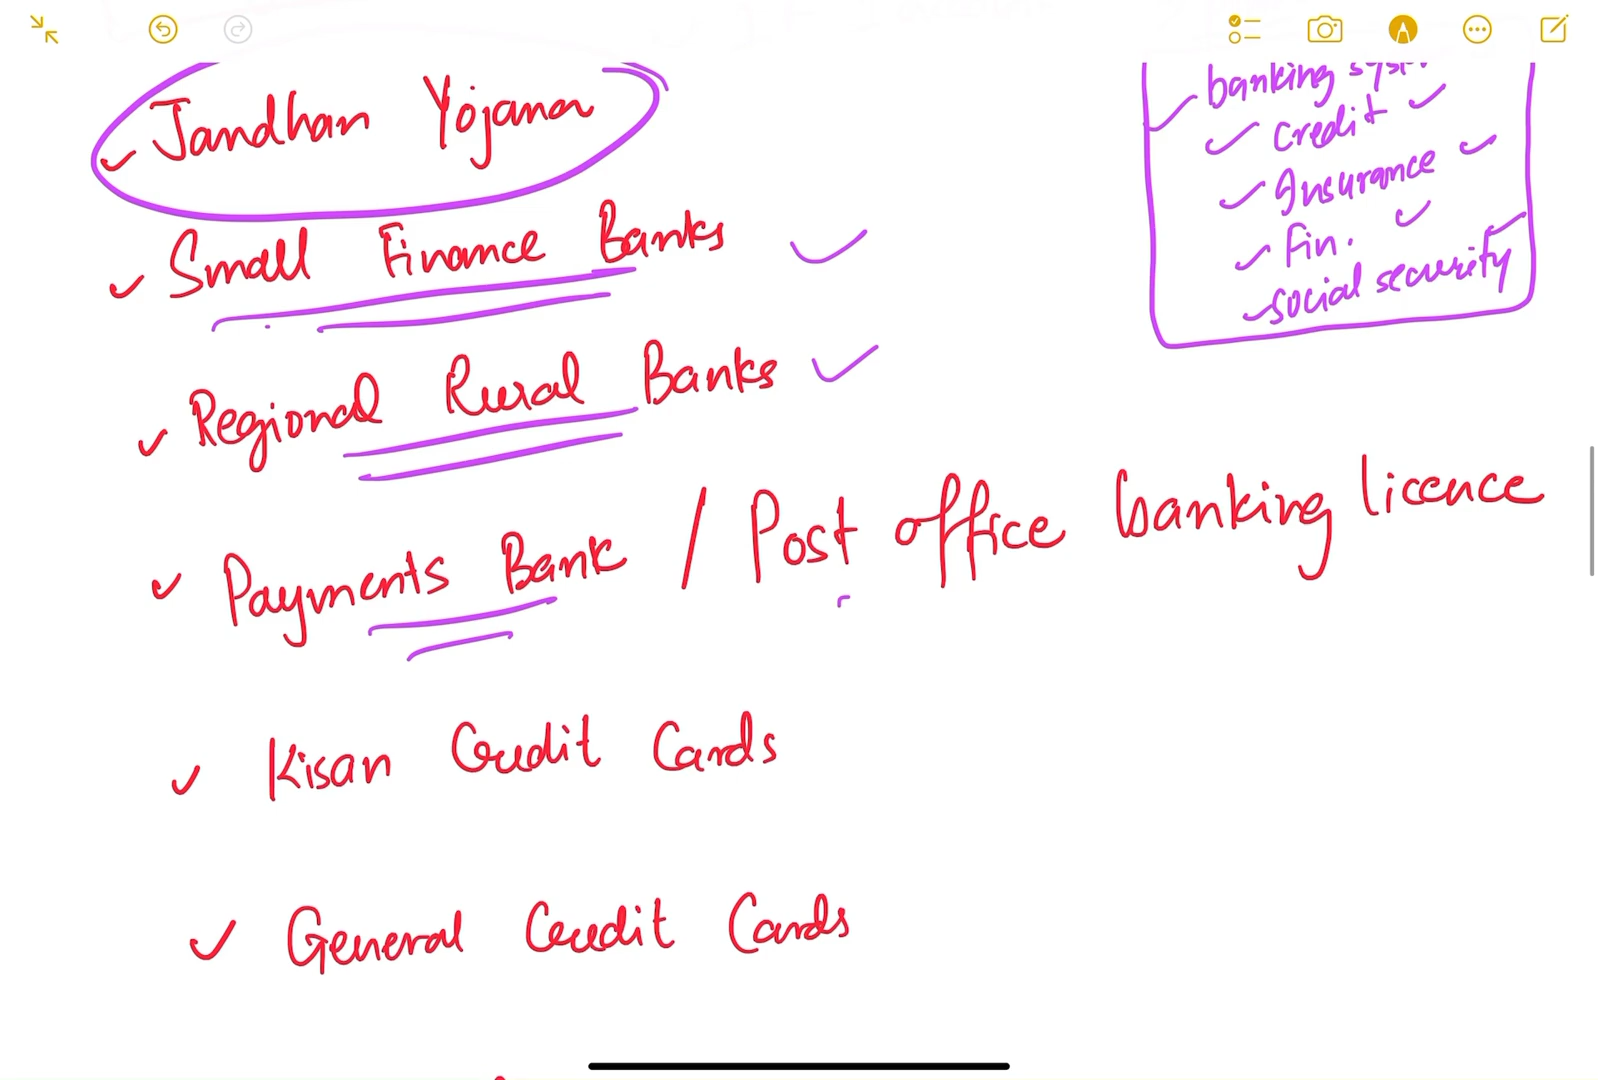 Jandhan Yojana
Small Finance Banks
Regional Rural Banks
Payments Bank / Post office banking licence
Kisan Credit Cards
General Credit Cards
banking
Credit
Insurance
Fin.
social security